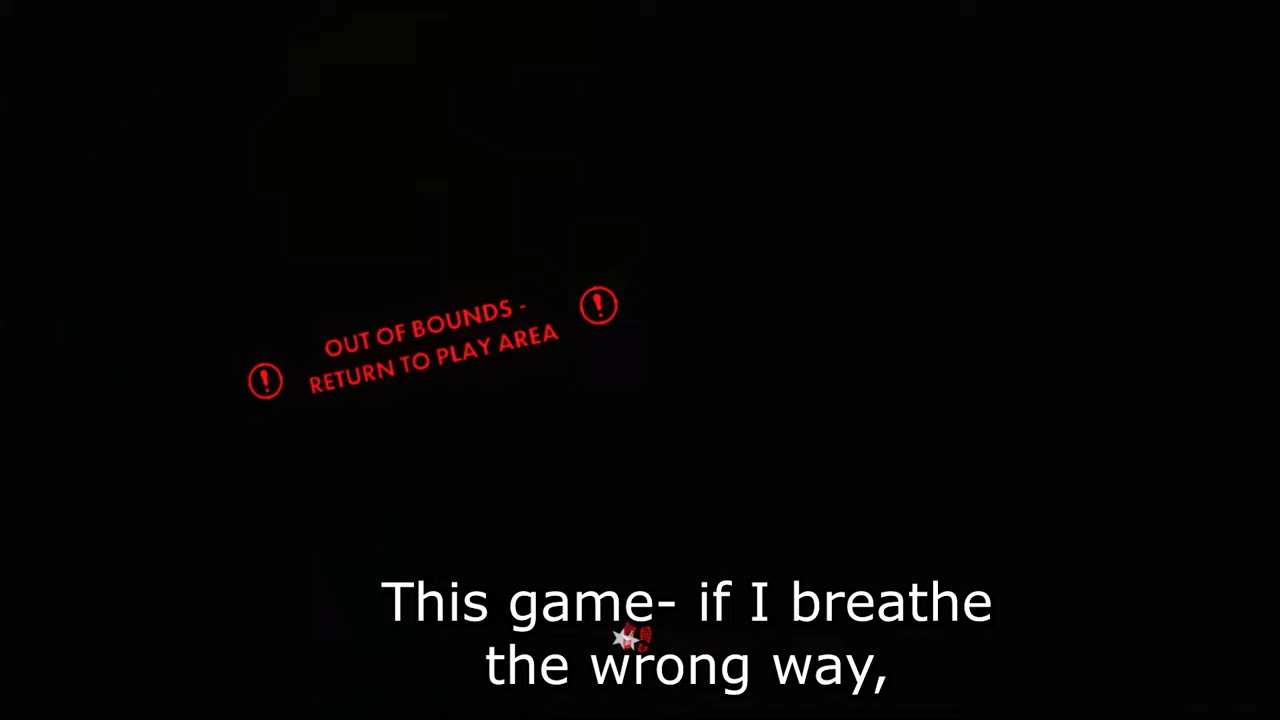 OUT OF BOUNDS -
RETURN TO PLAY AREA
This game- if I breathe
the wrong way,